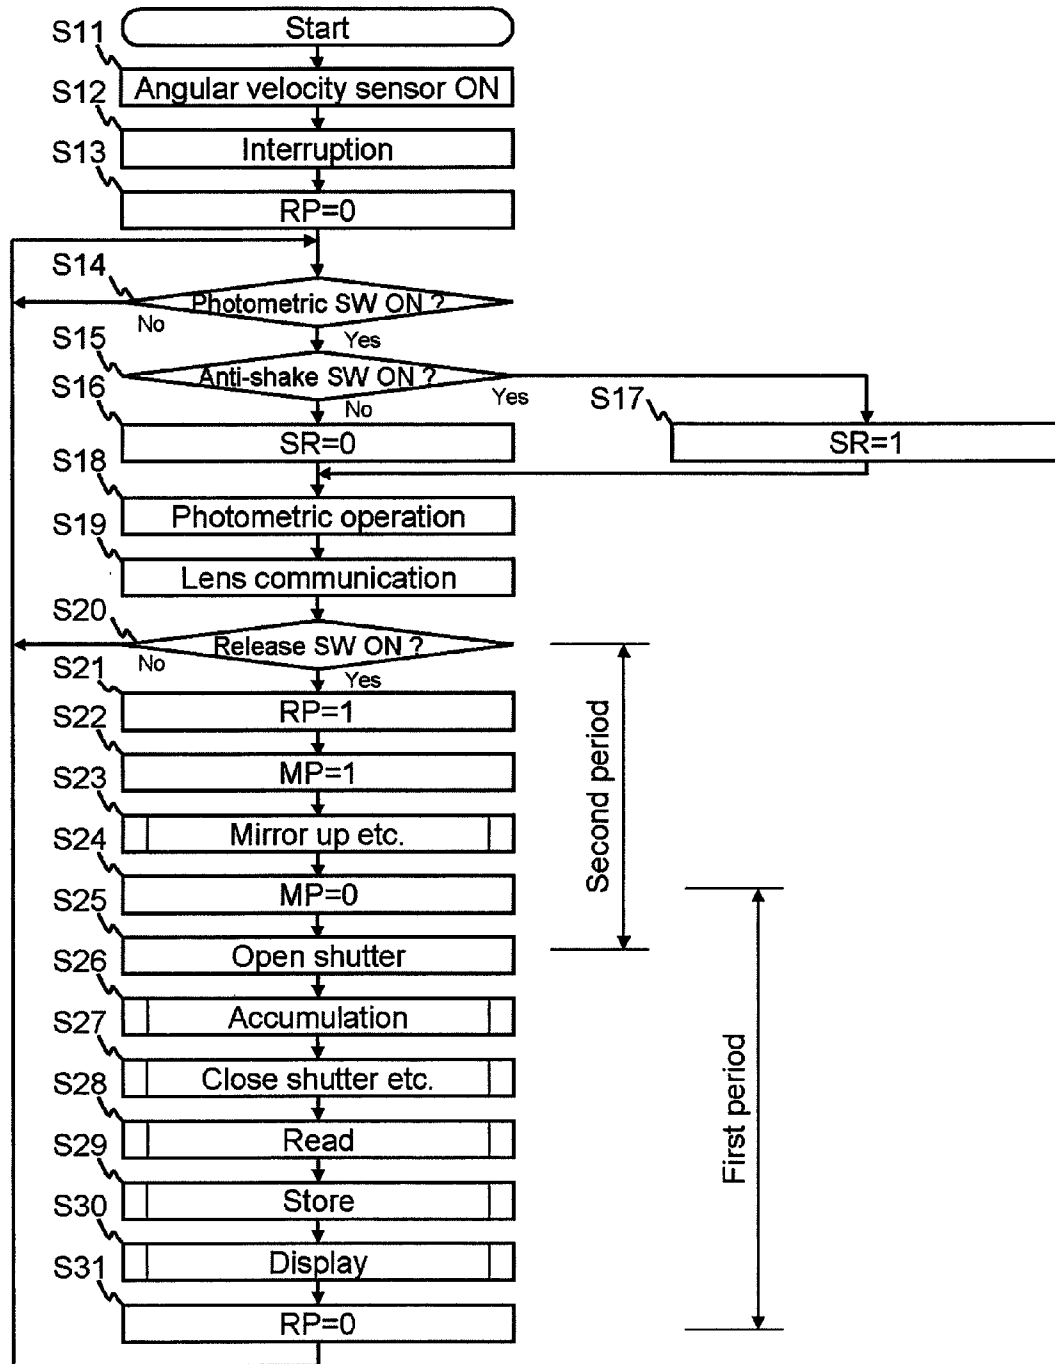 Start
S11
Angular velocity sensor ON
S12
Interruption
S13
RP=0
S14
Photometric SW ON ?
No
Yes
S15
Anti-shake SW ON ?
No
Yes
S16
SR=0
S17
SR=1
S18
Photometric operation
S19
Lens communication
S20
Release SW ON ?
No
Yes
S21
RP=1
S22
MP=1
S23
Mirror up etc.
S24
MP=0
S25
Open shutter
S26
Accumulation
S27
Close shutter etc.
S28
Read
S29
Store
S30
Display
S31
RP=0
Second period
First period